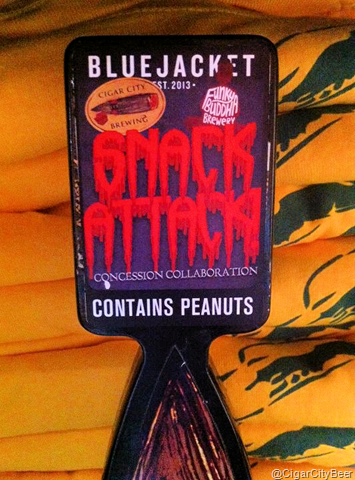 BLUEJACKET
EST. 2013 •
CIGAR CITY
BREWING
FUNKY
BUDDHA
BREWERY
SNACK
ATTACK!
CONCESSION COLLABORATION
CONTAINS PEANUTS
@CigarCityBeer